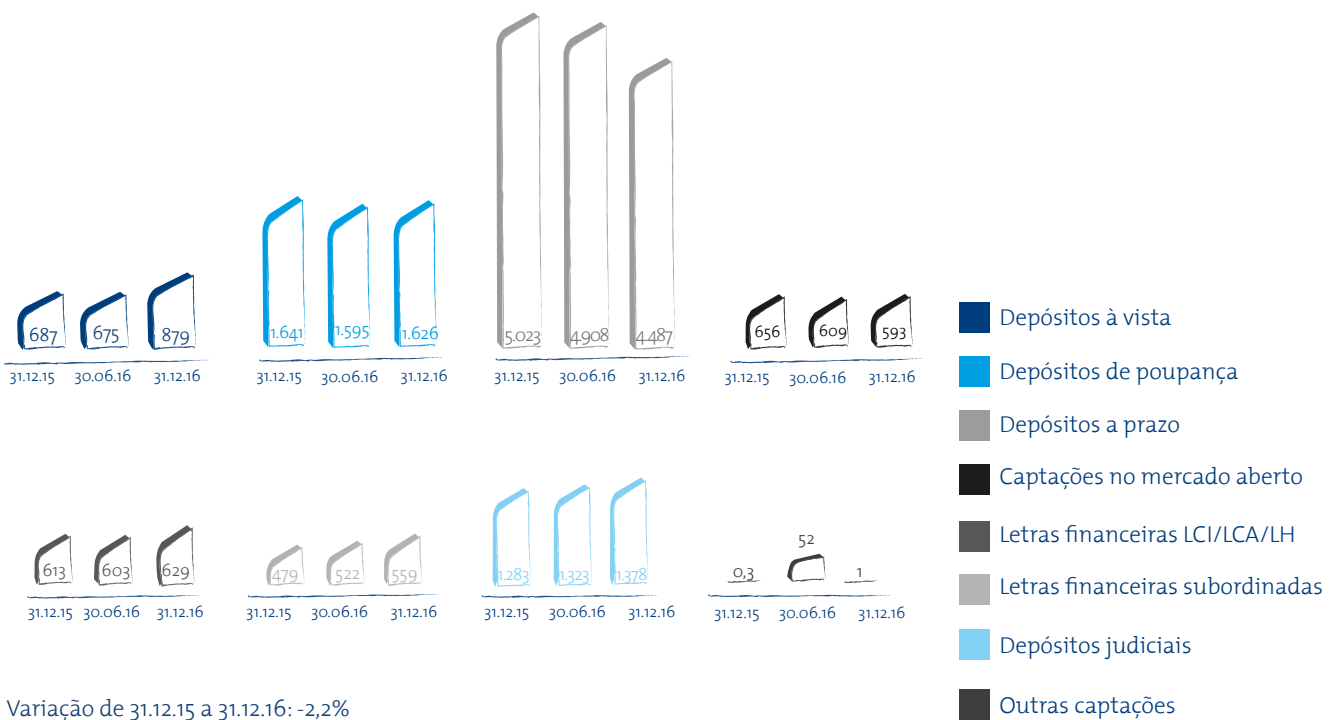 687 675 879
31.12.15 30.06.16 31.12.16
1.641 1.595 1.626
31.12.15 30.06.16 31.12.16
5.023 4.908 4.487
31.12.15 30.06.16 31.12.16
656 609 593
31.12.15 30.06.16 31.12.16
613 603 629
31.12.15 30.06.16 31.12.16
479 522 559
31.12.15 30.06.16 31.12.16
1.283 1.323 1.378
31.12.15 30.06.16 31.12.16
0,3 52 1
31.12.15 30.06.16 31.12.16
Depósitos à vista
Depósitos de poupança
Depósitos a prazo
Captações no mercado aberto
Letras financeiras LCI/LCA/LH
Letras financeiras subordinadas
Depósitos judiciais
Outras captações
Variação de 31.12.15 a 31.12.16: -2,2%